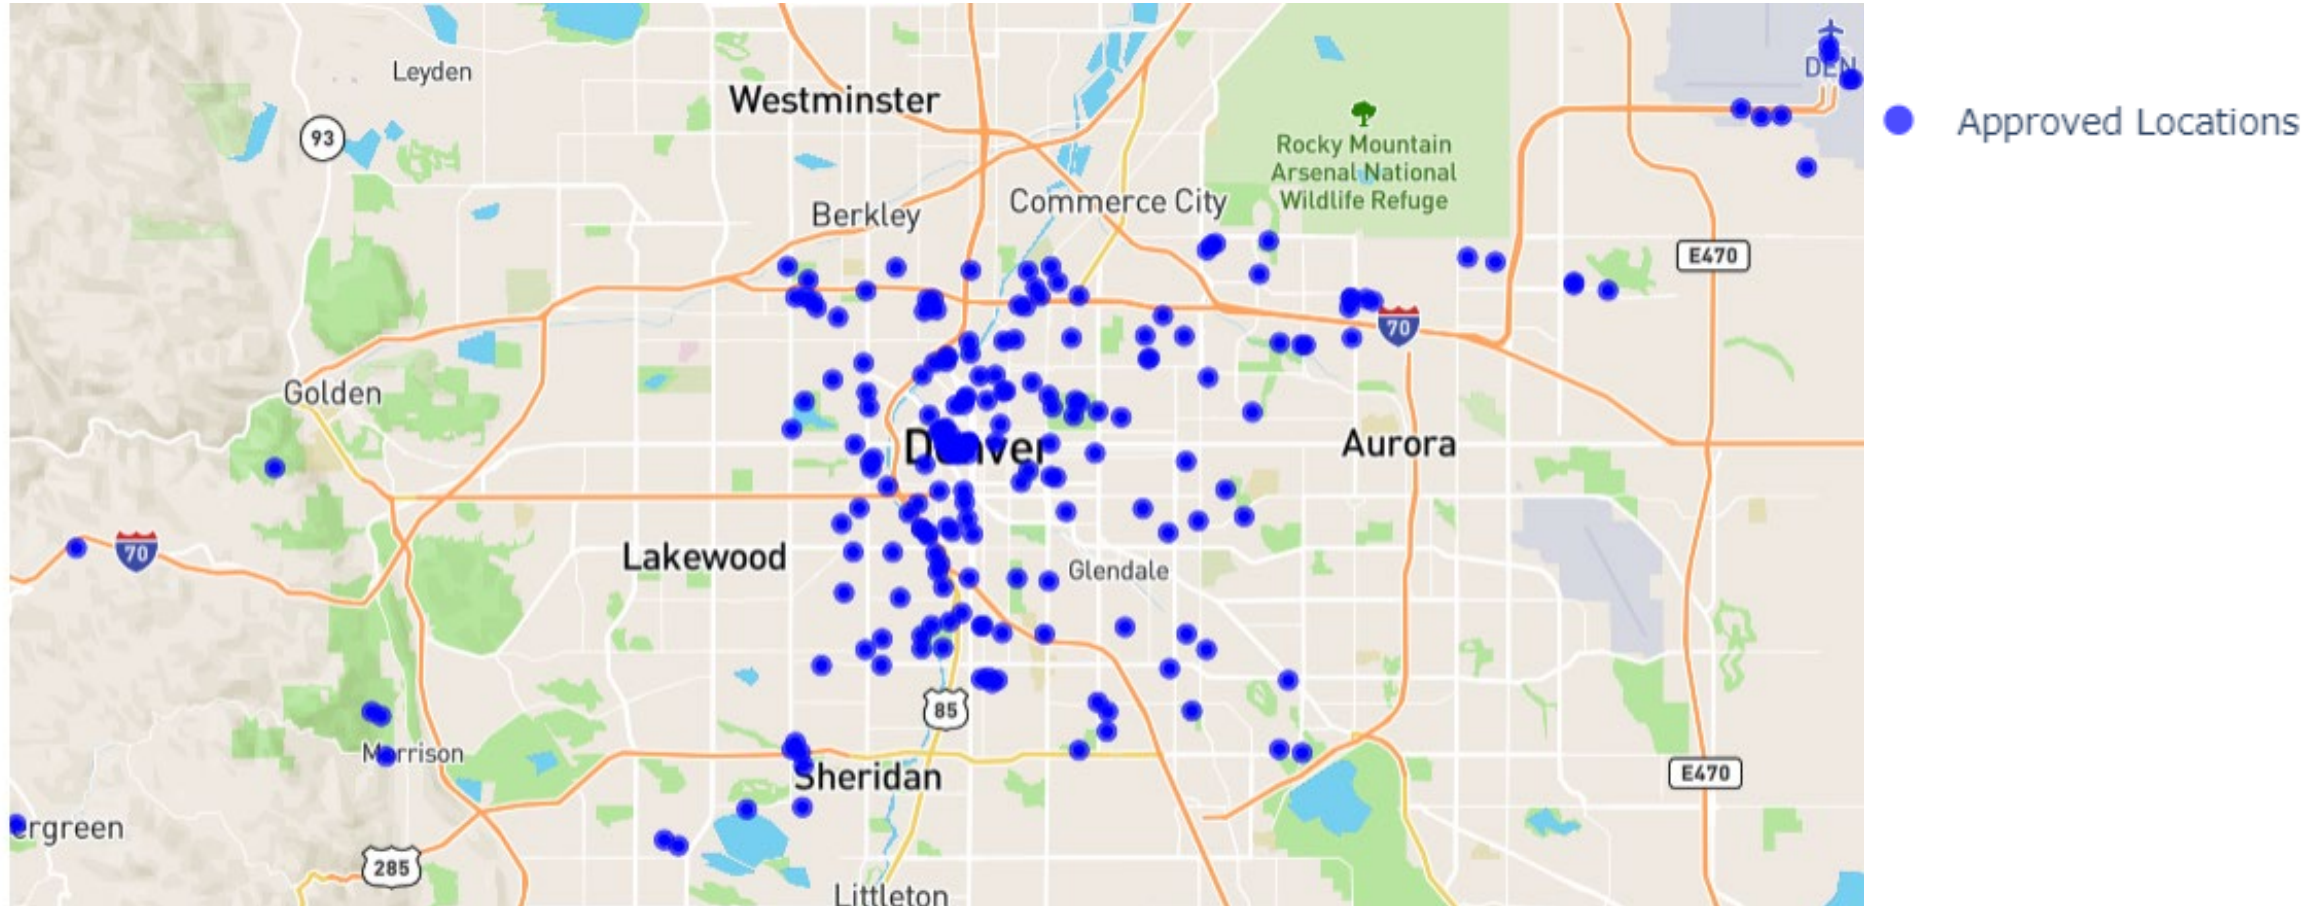 Leyden
DEN
Westminster
Approved Locations
93
Rocky Mountain
Arsenal National
Wildlife Refuge
Commerce City
Berkley
E470
70
Golden
Denver
Aurora
70
Lakewood
Glendale
85
Morrison
E470
Sheridan
ergreen
285
Littleton